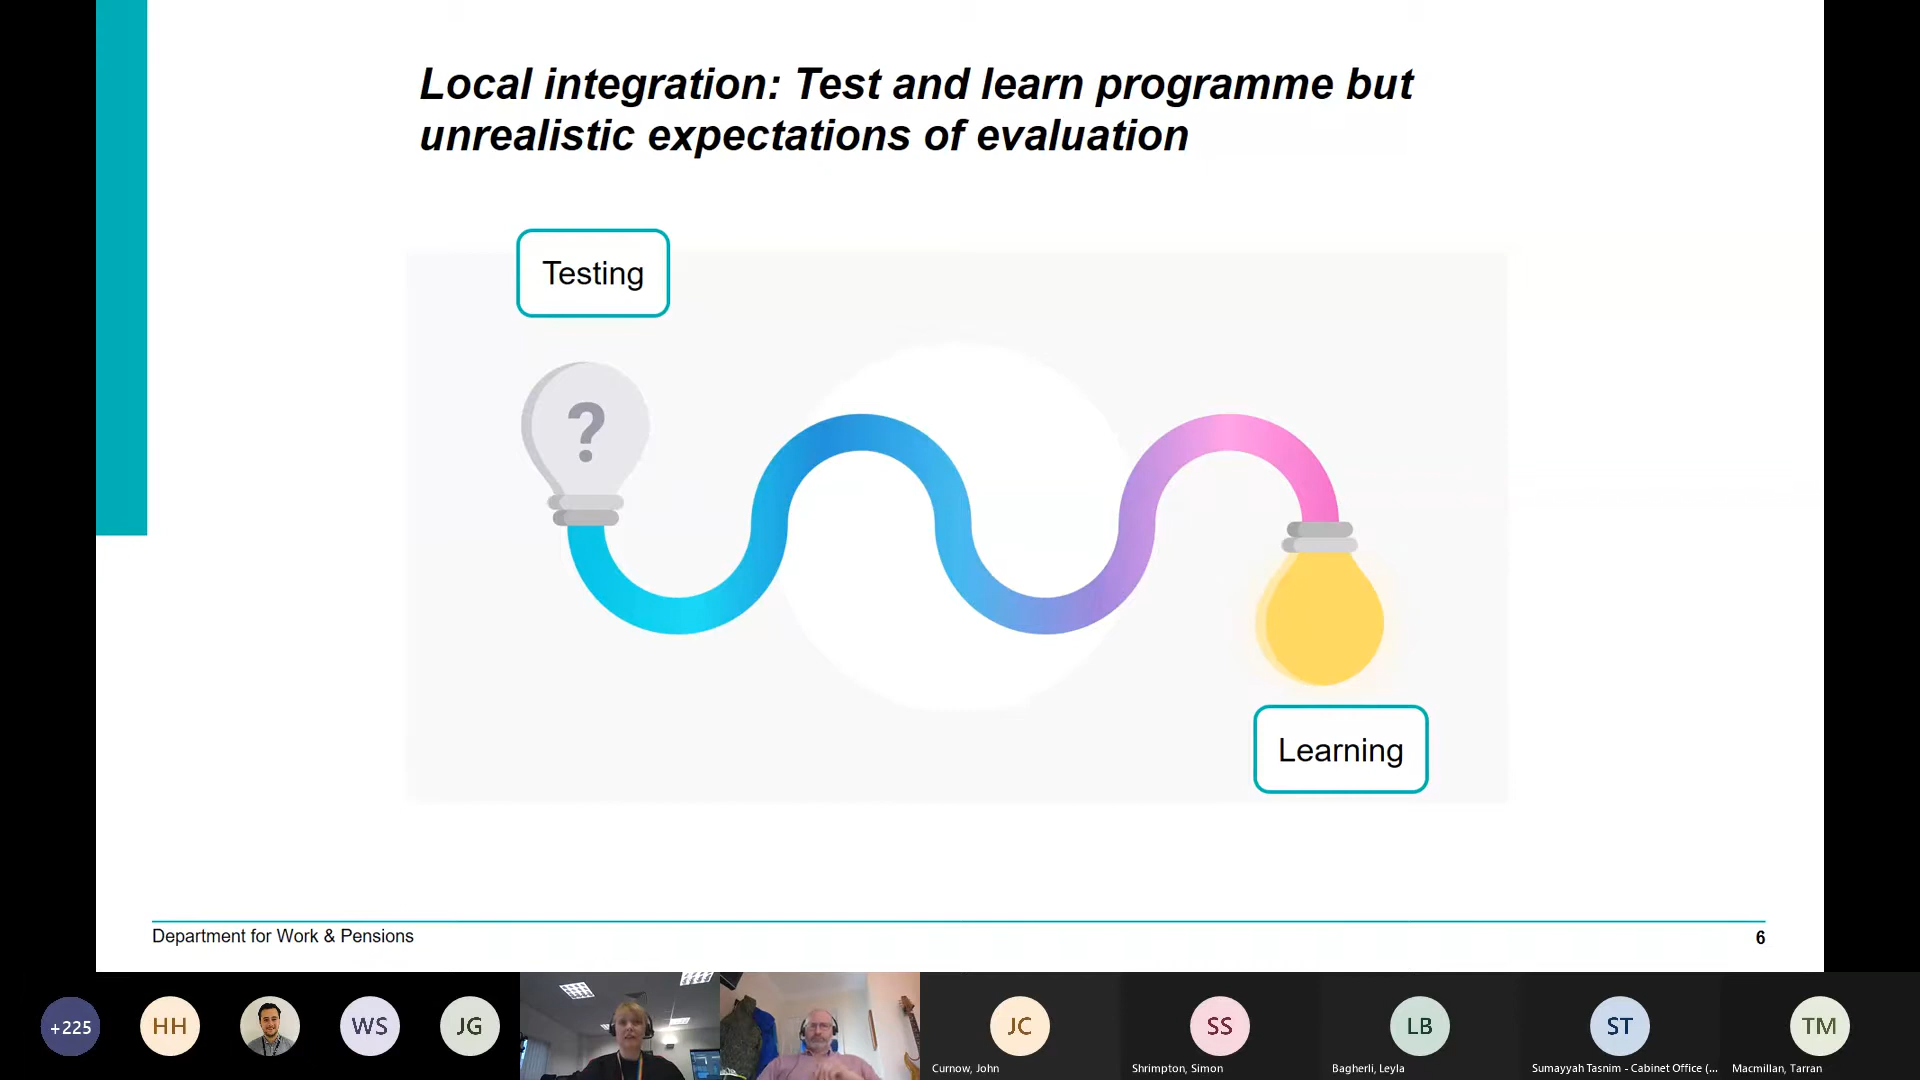 Local integration: Test and learn programme but
unrealistic expectations of evaluation
Testing
?
Learning
Department for Work & Pensions
6
+225
HH
WS
JG
JC
SS
LB
ST
TM
Curnow, John
Shrimpton, Simon
Bagherli, Leyla
Sumayyah Tasnim - Cabinet Office (...
Macmillan, Tarran